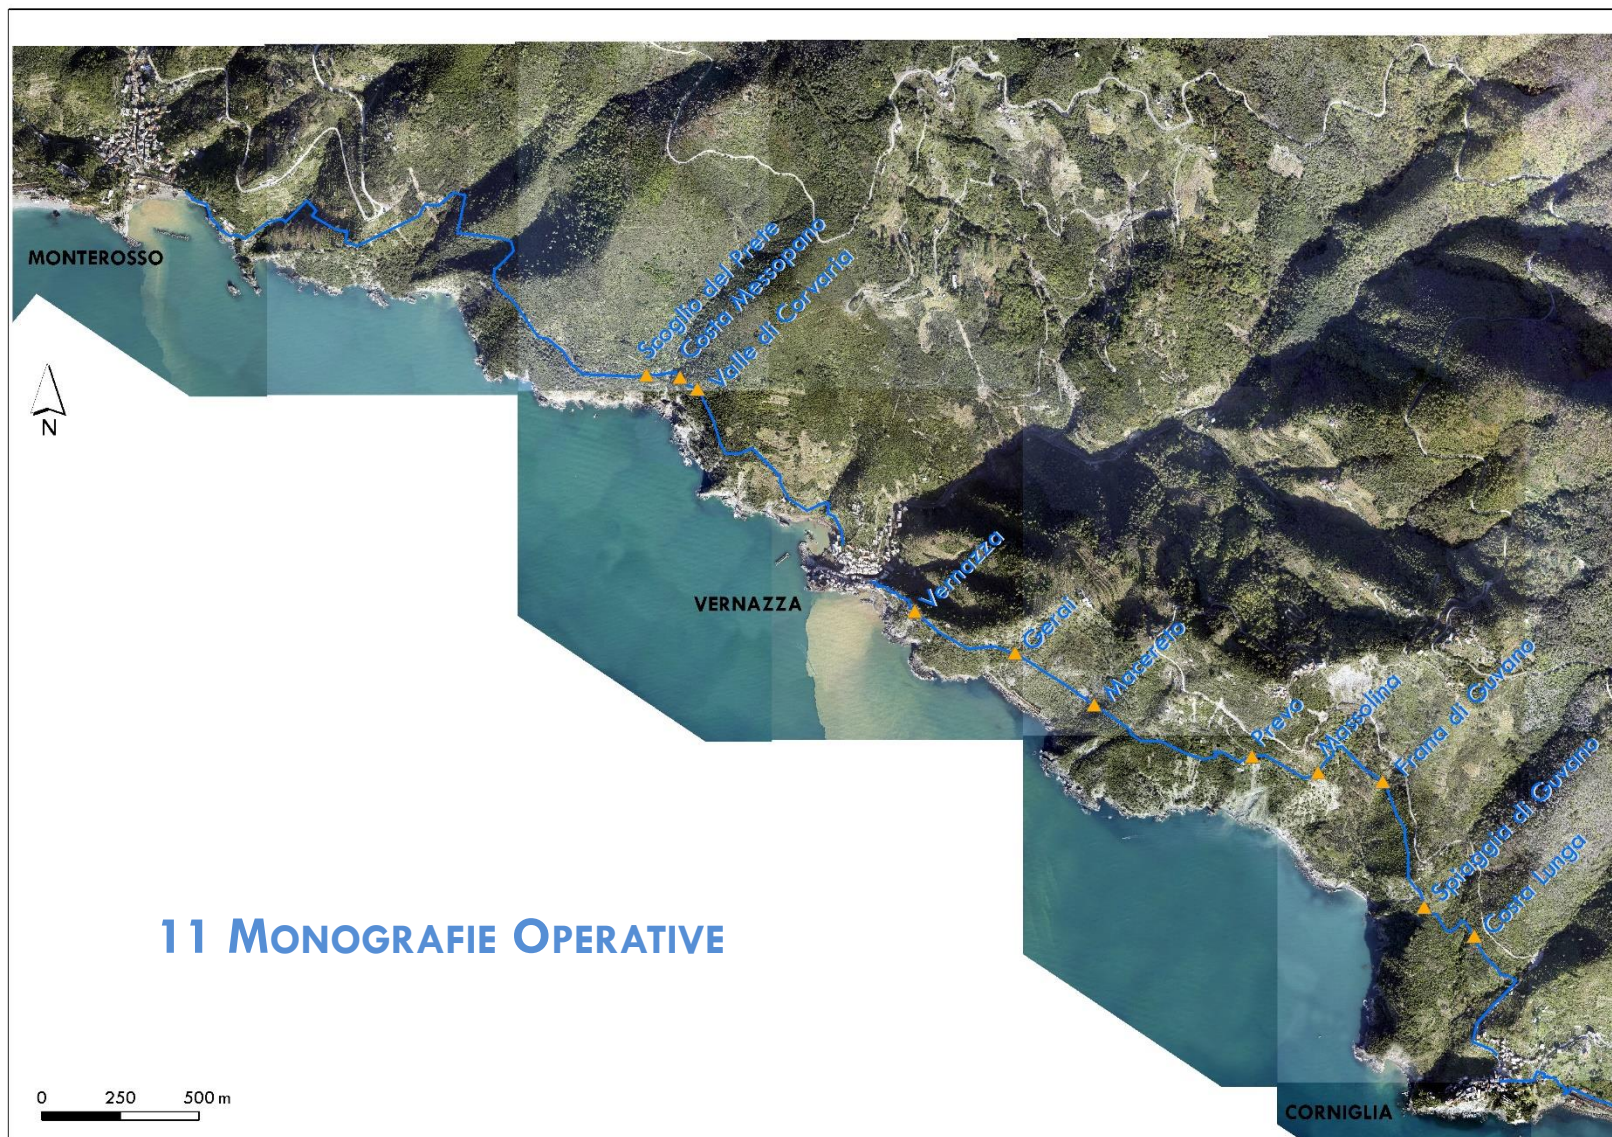 MONTEROSSO
Scoglio del Prete
Costa Messopano
Valle di Corvaria
N
VERNAZZA
Vernazza
Gerai
Macereto
Prevo
Massolina
Frana di Guvano
Spiaggia di Guvano
Costa Lunga
11 MONOGRAFIE OPERATIVE
0 250 500 m
CORNIGLIA